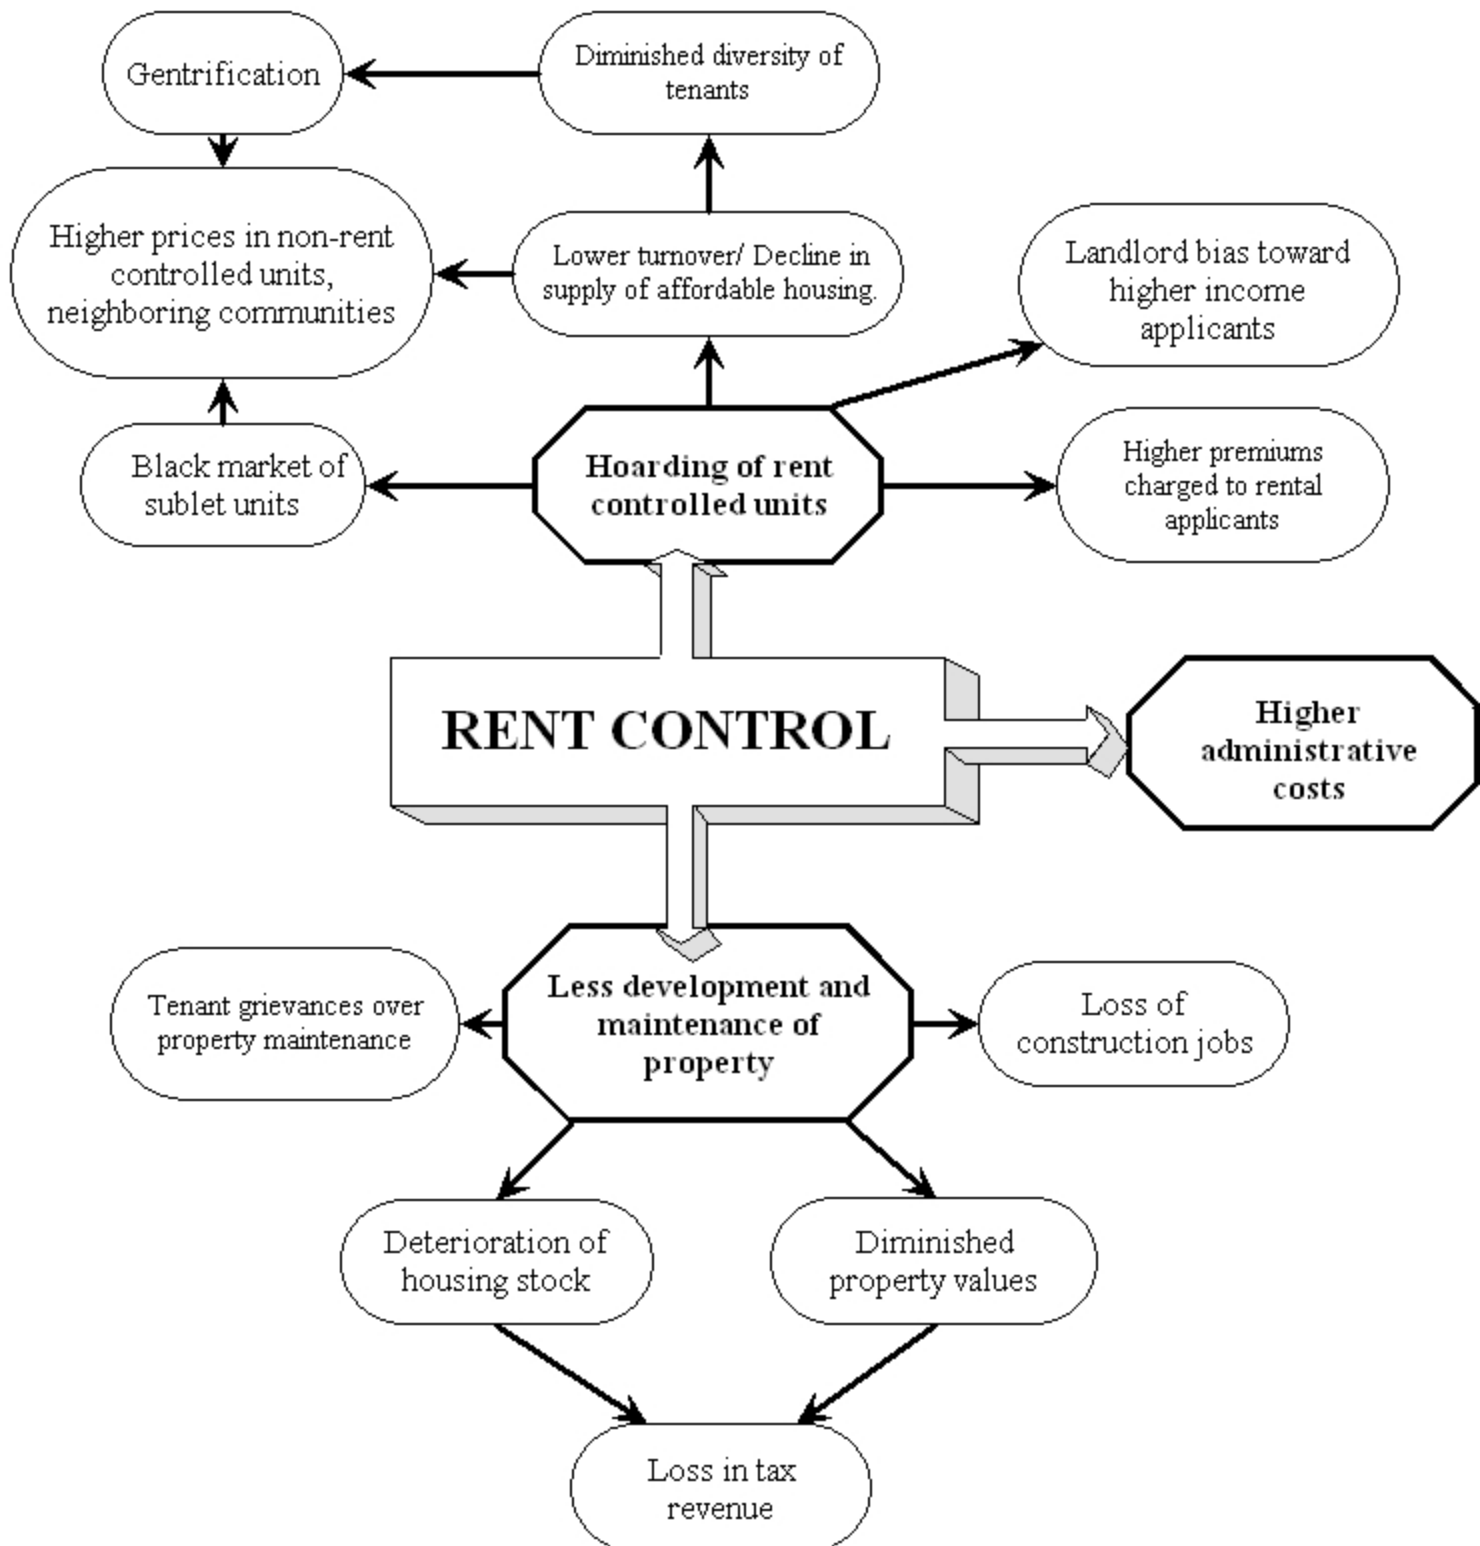 Gentrification
Diminished diversity of
tenants
Higher prices in non-rent
controlled units,
neighboring communities
Lower turnover/ Decline in
supply of affordable housing.
Landlord bias toward
higher income
applicants
Black market of
sublet units
Hoarding of rent
controlled units
Higher premiums
charged to rental
applicants
RENT CONTROL
Higher
administrative
costs
Tenant grievances over
property maintenance
Less development and
maintenance of
property
Loss of
construction jobs
Deterioration of
housing stock
Diminished
property values
Loss in tax
revenue